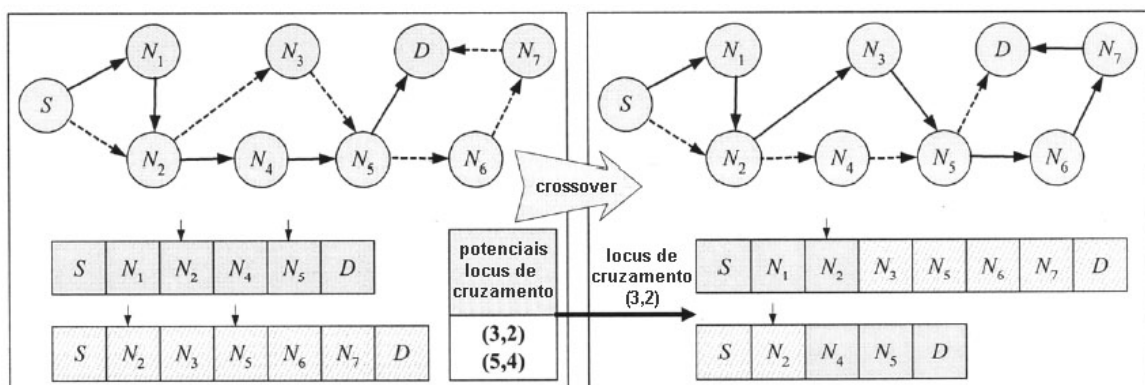 N1 N3 D N7
S
N2 N4 N5 N6
crossover
N1 N3 D N7
S
N2 N4 N5 N6
potenciais
locus de
cruzamento
(3,2)
(5,4)
S N1 N2 N4 N5 D
S N2 N3 N5 N6 N7 D
locus de
cruzamento
(3,2)
S N1 N2 N3 N5 N6 N7 D
S N2 N4 N5 D